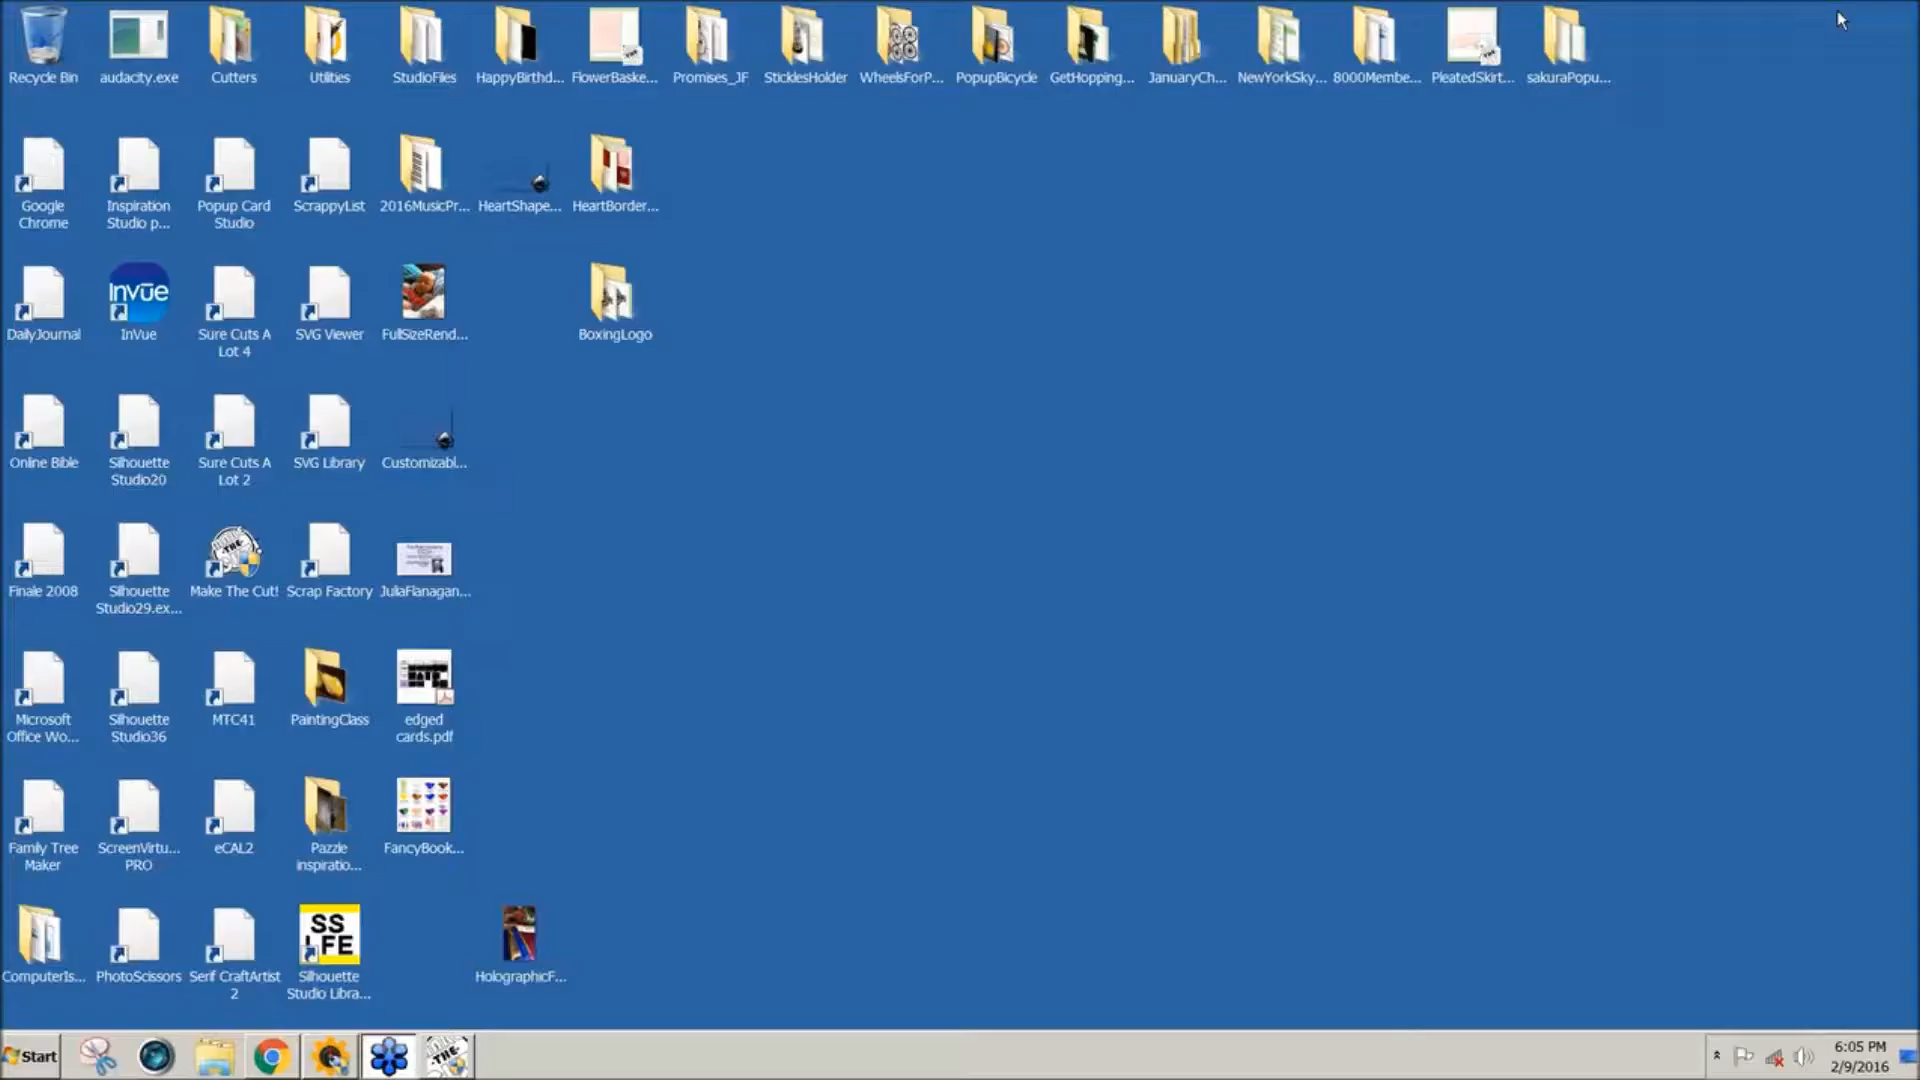 Recycle Bin
audacity.exe
Cutters
Utilities
StudioFiles
HappyBirthd...
FlowerBaske...
Promises_JF
SticklesHolder
WheelsForP...
PopupBicycle
GetHopping...
JanuaryCh...
NewYorkSky...
8000Membe...
PleatedSkirt...
sakuraPopu...
Google
Chrome
Inspiration
Studio p...
Popup Card
Studio
ScrappyList
2016MusicPr...
HeartShape...
HeartBorder...
DailyJournal
Invūe
InVue
Sure Cuts A
Lot 4
SVG Viewer
FullSizeRend...
BoxingLogo
Online Bible
Silhouette
Studio20
Sure Cuts A
Lot 2
SVG Library
Customizabl...
Finale 2008
Silhouette
Studio29.ex...
THE
Make The Cut!
Scrap Factory
JuliaFlanagan...
Microsoft
Office Wo...
Silhouette
Studio36
MTC41
PaintingClass
edged
cards.pdf
Family Tree
Maker
ScreenVirtu...
PRO
eCAL2
Pazzle
inspiratio...
FancyBook...
ComputerIs...
PhotoScissors
Serif CraftArtist
2
SS
LFE
Silhouette
Studio Libra...
HolographicF...
Start
THE
6:05 PM
2/9/2016